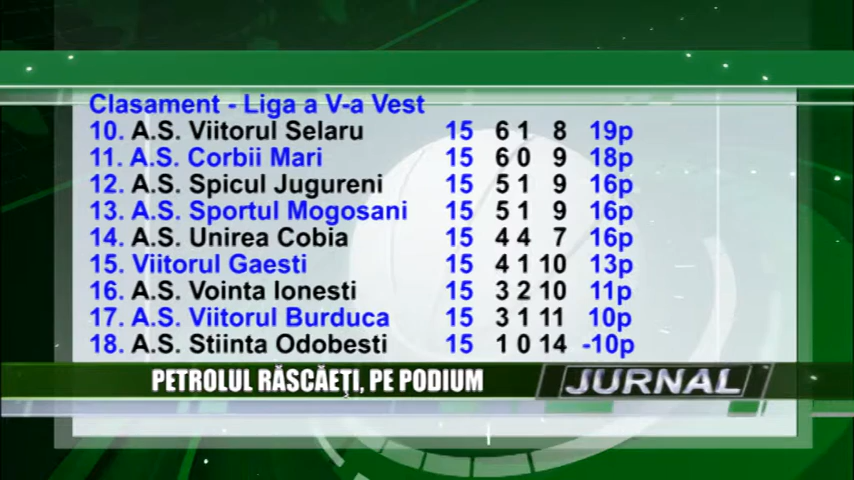 Clasament - Liga a V-a Vest
10. A.S. Viitorul Selaru 15 6 1 8 19p
11. A.S. Corbii Mari 15 6 0 9 18p
12. A.S. Spicul Jugureni 15 5 1 9 16p
13. A.S. Sportul Mogosani 15 5 1 9 16p
14. A.S. Unirea Cobia 15 4 4 7 16p
15. Viitorul Gaesti 15 4 1 10 13p
16. A.S. Vointa Ionesti 15 3 2 10 11p
17. A.S. Viitorul Burduca 15 3 1 11 10p
18. A.S. Stiinta Odobesti 15 1 0 14 -10p
PETROLUL RĂSCĂEŢI, PE PODIUM JURNAL